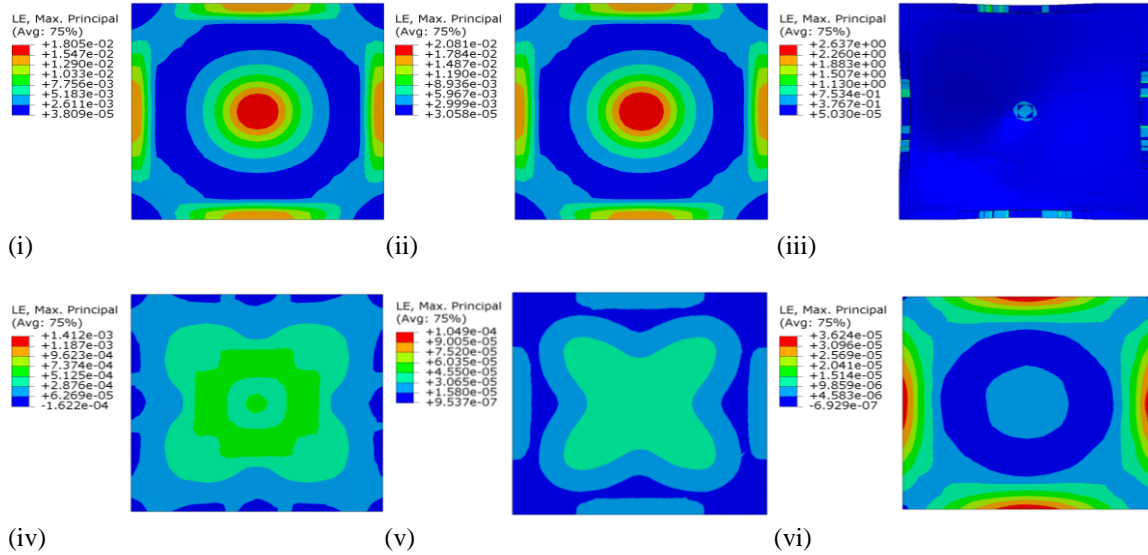 LE, Max. Principal
(Avg: 75%)
+1.805e-02
+1.547e-02
+1.290e-02
+1.033e-02
+7.756e-03
+5.183e-03
+2.611e-03
+3.809e-05
(i)
LE, Max. Principal
(Avg: 75%)
+2.081e-02
+1.784e-02
+1.487e-02
+1.190e-02
+8.936e-03
+5.967e-03
+2.999e-03
+3.058e-05
(ii)
LE, Max. Principal
(Avg: 75%)
+2.637e+00
+2.260e+00
+1.883e+00
+1.507e+00
+1.130e+00
+7.534e-01
+3.767e-01
+5.030e-05
(iii)
LE, Max. Principal
(Avg: 75%)
+1.412e-03
+1.187e-03
+9.623e-04
+7.374e-04
+5.125e-04
+2.876e-04
+6.269e-05
-1.622e-04
(iv)
LE, Max. Principal
(Avg: 75%)
+1.049e-04
+9.005e-05
+7.520e-05
+6.035e-05
+4.550e-05
+3.065e-05
+1.580e-05
+9.537e-07
(v)
LE, Max. Principal
(Avg: 75%)
+3.624e-05
+3.096e-05
+2.569e-05
+2.041e-05
+1.514e-05
+9.859e-06
+4.583e-06
-6.929e-07
(vi)